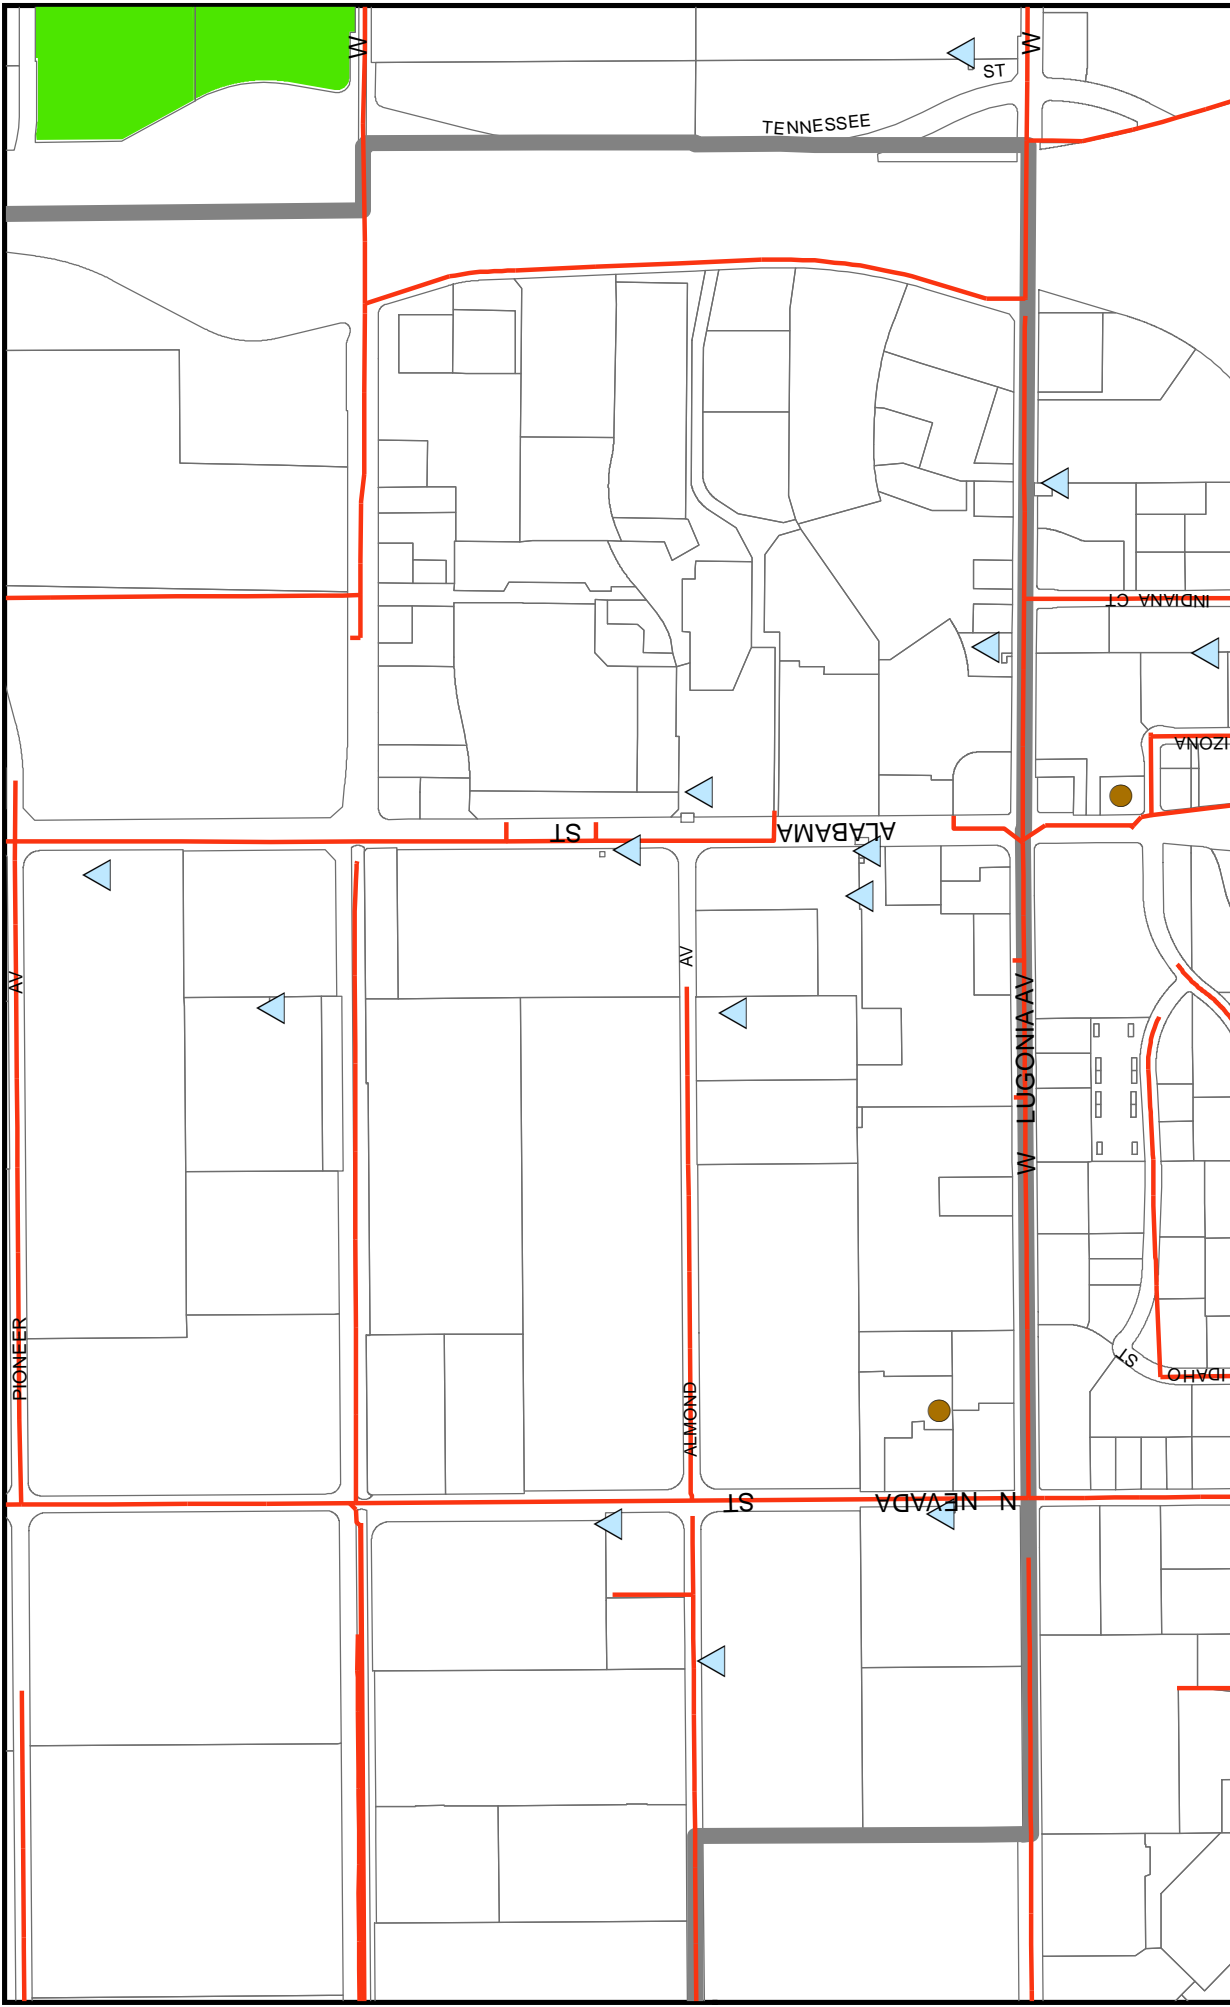 W
W
ST
TENNESSEE
INDIANA CT
IZONA
ST
ALABAMA
AV
AV
W LUGONIA AV
PIONEER
ALMOND
ST
IDAHO
ST
N NEVADA